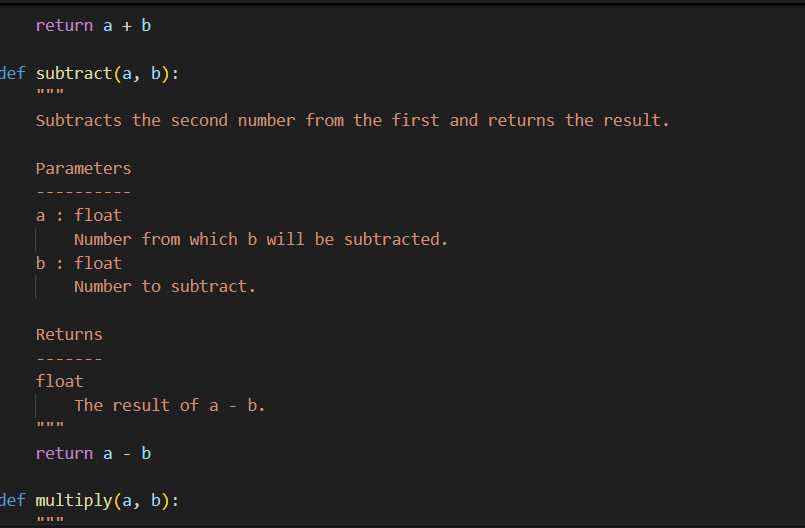 return a + b

def subtract(a, b):
    """
    Subtracts the second number from the first and returns the result.

    Parameters
    ----------
    a : float
        Number from which b will be subtracted.
    b : float
        Number to subtract.

    Returns
    -------
    float
        The result of a - b.
    """
    return a - b

def multiply(a, b):
    """